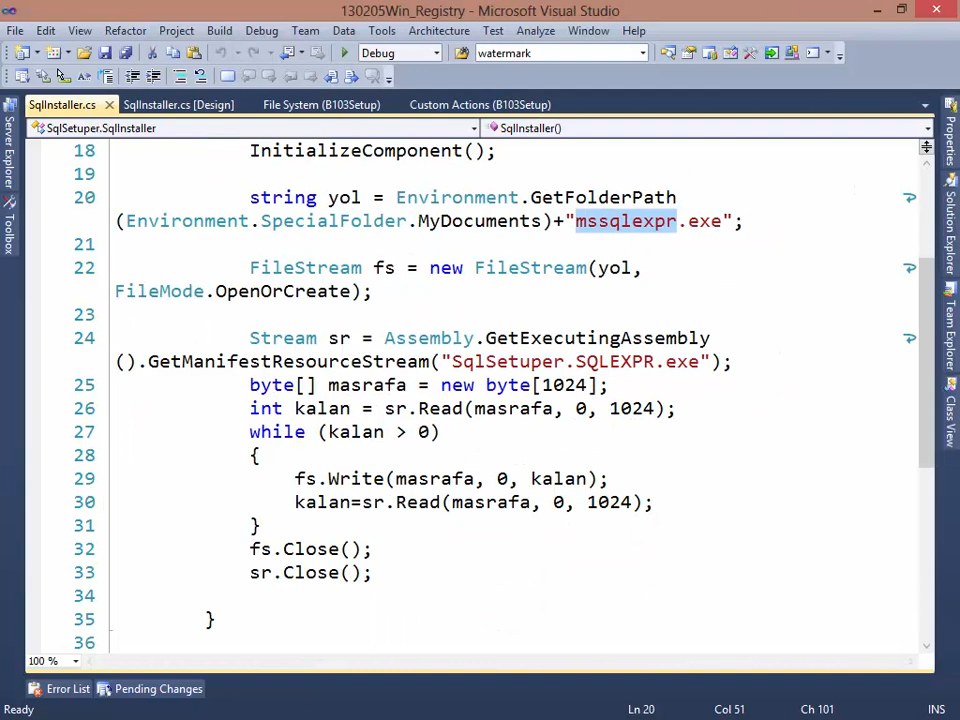 130205Win_Registry - Microsoft Visual Studio
File Edit View Refactor Project Build Debug Team Data Tools Architecture Test Analyze Window Help
Debug watermark
SqlInstaller.cs SqlInstaller.cs [Design] File System (B103Setup) Custom Actions (B103Setup)
SqlSetuper.SqlInstaller SqlInstaller()
18 InitializeComponent();
19
20 string yol = Environment.GetFolderPath
(Environment.SpecialFolder.MyDocuments)+"mssqlexpr.exe";
21
22 FileStream fs = new FileStream(yol,
FileMode.OpenOrCreate);
23
24 Stream sr = Assembly.GetExecutingAssembly
().GetManifestResourceStream("SqlSetuper.SQLEXPR.exe");
25 byte[] masrafa = new byte[1024];
26 int kalan = sr.Read(masrafa, 0, 1024);
27 while (kalan > 0)
28 {
29 fs.Write(masrafa, 0, kalan);
30 kalan=sr.Read(masrafa, 0, 1024);
31 }
32 fs.Close();
33 sr.Close();
34
35 }
36
100 %
Error List Pending Changes
Ready Ln 20 Col 51 Ch 101 INS
Server Explorer
Toolbox
Properties
Solution Explorer
Team Explorer
Class View